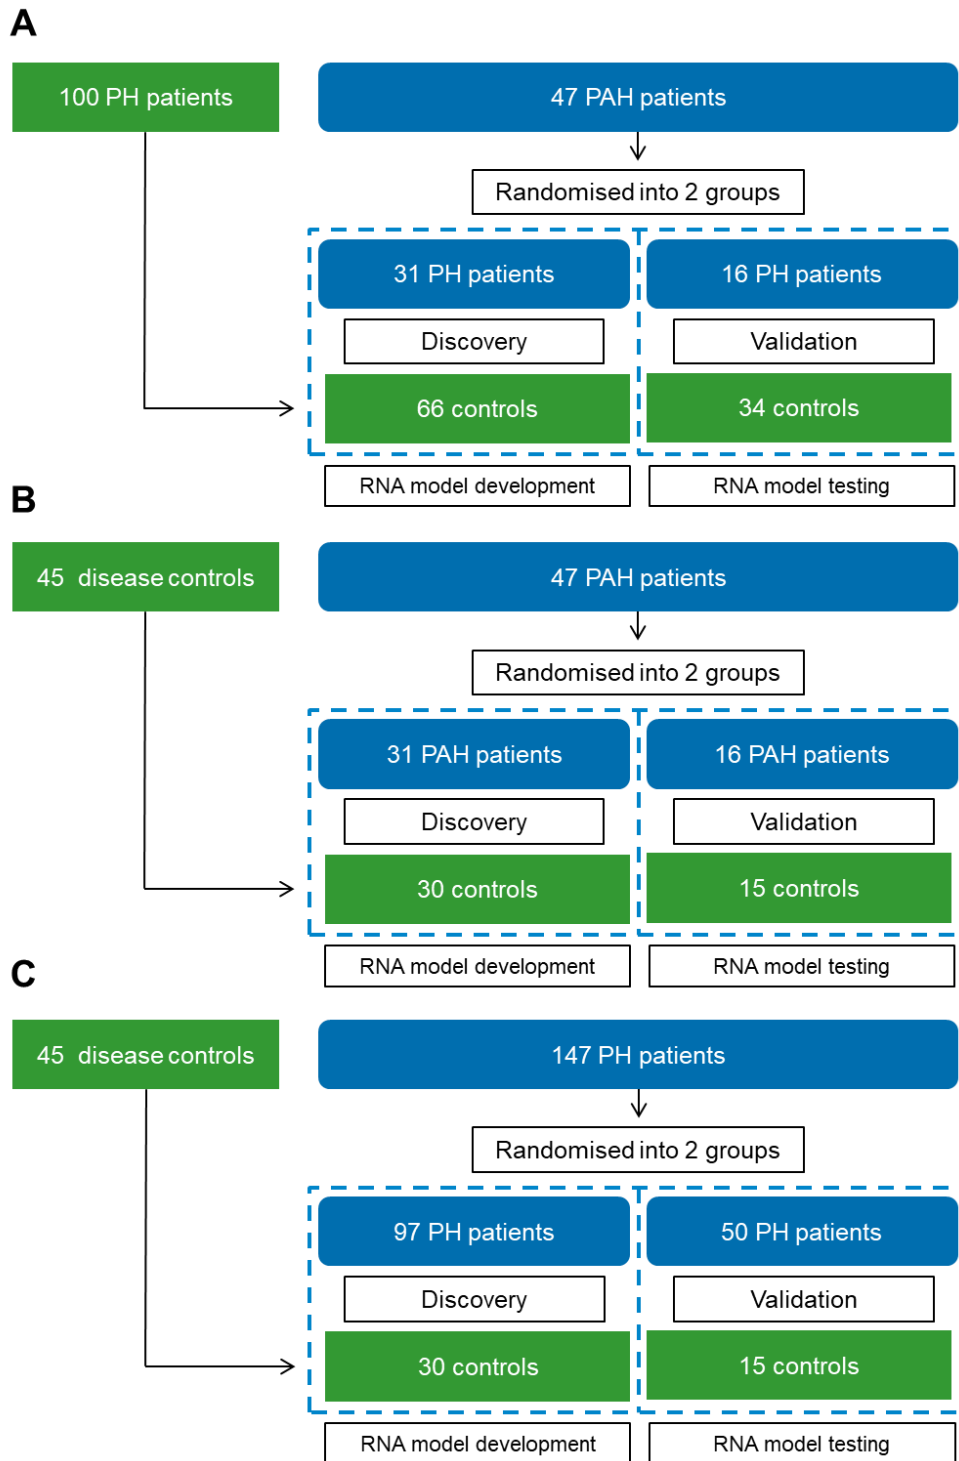 A
100 PH patients
47 PAH patients
Randomised into 2 groups
31 PH patients
16 PH patients
Discovery
Validation
66 controls
34 controls
RNA model development
RNA model testing
B
45 disease controls
47 PAH patients
Randomised into 2 groups
31 PAH patients
16 PAH patients
Discovery
Validation
30 controls
15 controls
RNA model development
RNA model testing
C
45 disease controls
147 PH patients
Randomised into 2 groups
97 PH patients
50 PH patients
Discovery
Validation
30 controls
15 controls
RNA model development
RNA model testing